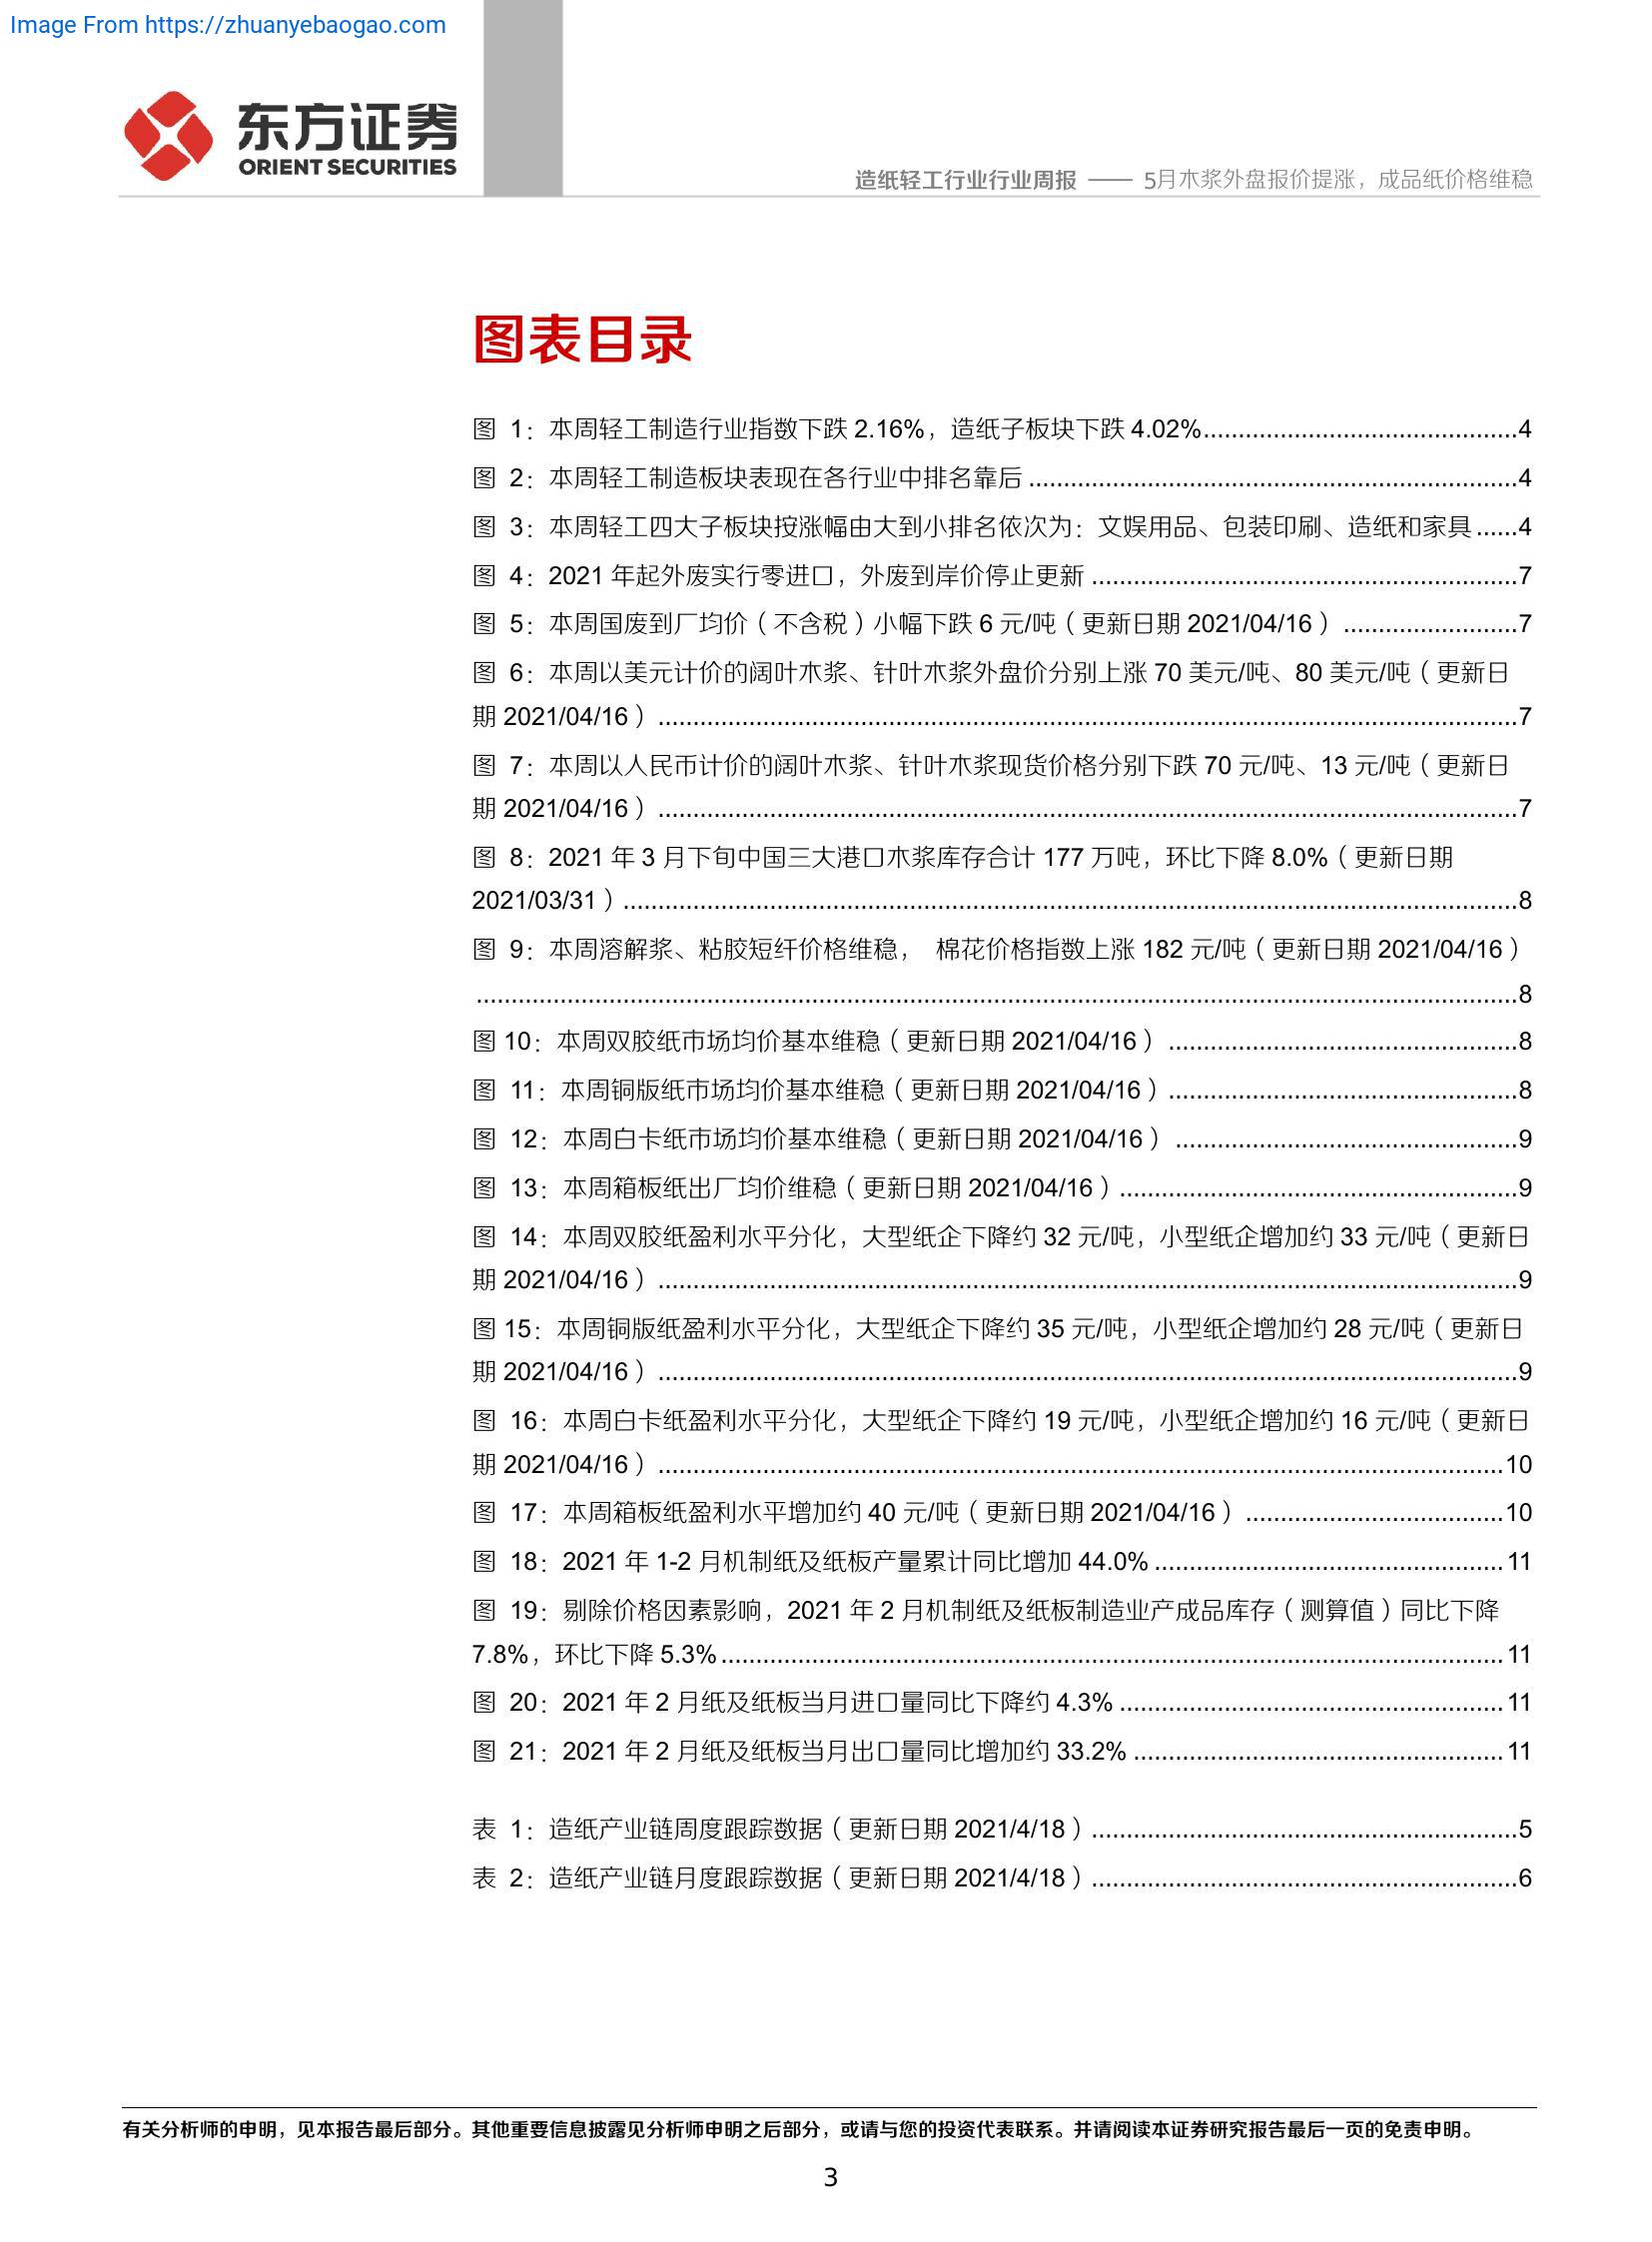 Image From https://zhuanyebaogao.com
东方证券
ORIENT SECURITIES
造纸轻工行业行业周报 —— 5月木浆外盘报价提涨，成品纸价格维稳
图表目录
图 1：本周轻工制造行业指数下跌 2.16%，造纸子板块下跌 4.02%.............................................4
图 2：本周轻工制造板块表现在各行业中排名靠后 ......................................................................4
图 3：本周轻工四大子板块按涨幅由大到小排名依次为：文娱用品、包装印刷、造纸和家具 ......4
图 4：2021 年起外废实行零进口，外废到岸价停止更新 .............................................................7
图 5：本周国废到厂均价（不含税）小幅下跌 6 元/吨（更新日期 2021/04/16） .........................7
图 6：本周以美元计价的阔叶木浆、针叶木浆外盘价分别上涨 70 美元/吨、80 美元/吨（更新日
期 2021/04/16） ...........................................................................................................................7
图 7：本周以人民币计价的阔叶木浆、针叶木浆现货价格分别下跌 70 元/吨、13 元/吨（更新日
期 2021/04/16） ...........................................................................................................................7
图 8：2021 年 3 月下旬中国三大港口木浆库存合计 177 万吨，环比下降 8.0%（更新日期
2021/03/31）................................................................................................................................8
图 9：本周溶解浆、粘胶短纤价格维稳， 棉花价格指数上涨 182 元/吨（更新日期 2021/04/16）
.....................................................................................................................................................8
图 10：本周双胶纸市场均价基本维稳（更新日期 2021/04/16） ..................................................8
图 11：本周铜版纸市场均价基本维稳（更新日期 2021/04/16）..................................................8
图 12：本周白卡纸市场均价基本维稳（更新日期 2021/04/16） .................................................9
图 13：本周箱板纸出厂均价维稳（更新日期 2021/04/16）.........................................................9
图 14：本周双胶纸盈利水平分化，大型纸企下降约 32 元/吨，小型纸企增加约 33 元/吨（更新日
期 2021/04/16） ...........................................................................................................................9
图 15：本周铜版纸盈利水平分化，大型纸企下降约 35 元/吨，小型纸企增加约 28 元/吨（更新日
期 2021/04/16） ...........................................................................................................................9
图 16：本周白卡纸盈利水平分化，大型纸企下降约 19 元/吨，小型纸企增加约 16 元/吨（更新日
期 2021/04/16） .........................................................................................................................10
图 17：本周箱板纸盈利水平增加约 40 元/吨（更新日期 2021/04/16） .....................................10
图 18：2021 年 1-2 月机制纸及纸板产量累计同比增加 44.0% ..................................................11
图 19：剔除价格因素影响，2021 年 2 月机制纸及纸板制造业产成品库存（测算值）同比下降
7.8%，环比下降 5.3%................................................................................................................11
图 20：2021 年 2 月纸及纸板当月进口量同比下降约 4.3% .......................................................11
图 21：2021 年 2 月纸及纸板当月出口量同比增加约 33.2% .....................................................11
表 1：造纸产业链周度跟踪数据（更新日期 2021/4/18）.............................................................5
表 2：造纸产业链月度跟踪数据（更新日期 2021/4/18）.............................................................6
有关分析师的申明，见本报告最后部分。其他重要信息披露见分析师申明之后部分，或请与您的投资代表联系。并请阅读本证券研究报告最后一页的免责申明。
3